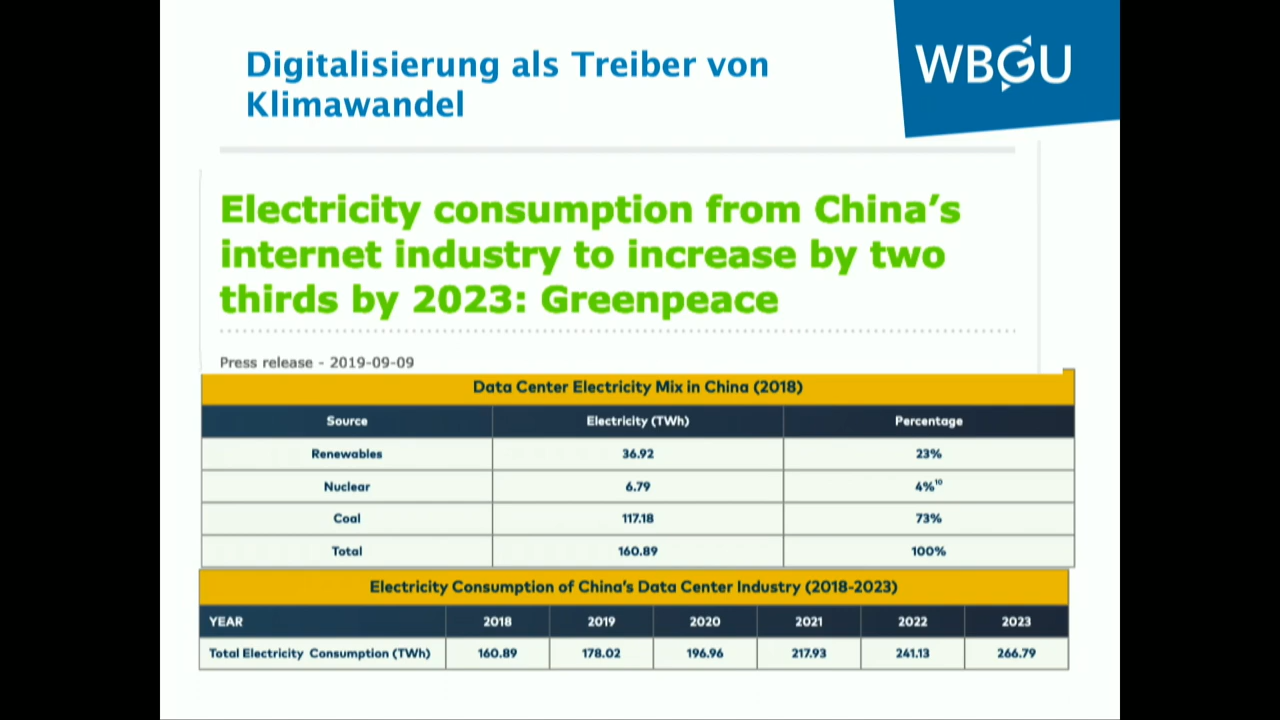 Digitalisierung als Treiber von
Klimawandel
WBGU
Electricity consumption from China’s
internet industry to increase by two
thirds by 2023: Greenpeace
Press release - 2019-09-09
Data Center Electricity Mix in China (2018)
Source Electricity (TWh) Percentage
Renewables 36.92 23%
Nuclear 6.79 4%¹⁰
Coal 117.18 73%
Total 160.89 100%
Electricity Consumption of China’s Data Center Industry (2018-2023)
YEAR 2018 2019 2020 2021 2022 2023
Total Electricity Consumption (TWh) 160.89 178.02 196.96 217.93 241.13 266.79